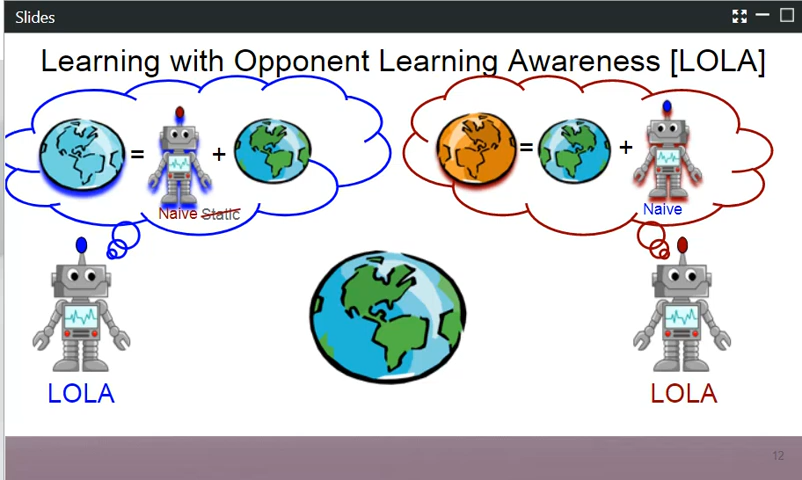 Slides
Learning with Opponent Learning Awareness [LOLA]
= +
= +
Naive Static
Naive
LOLA
LOLA
12